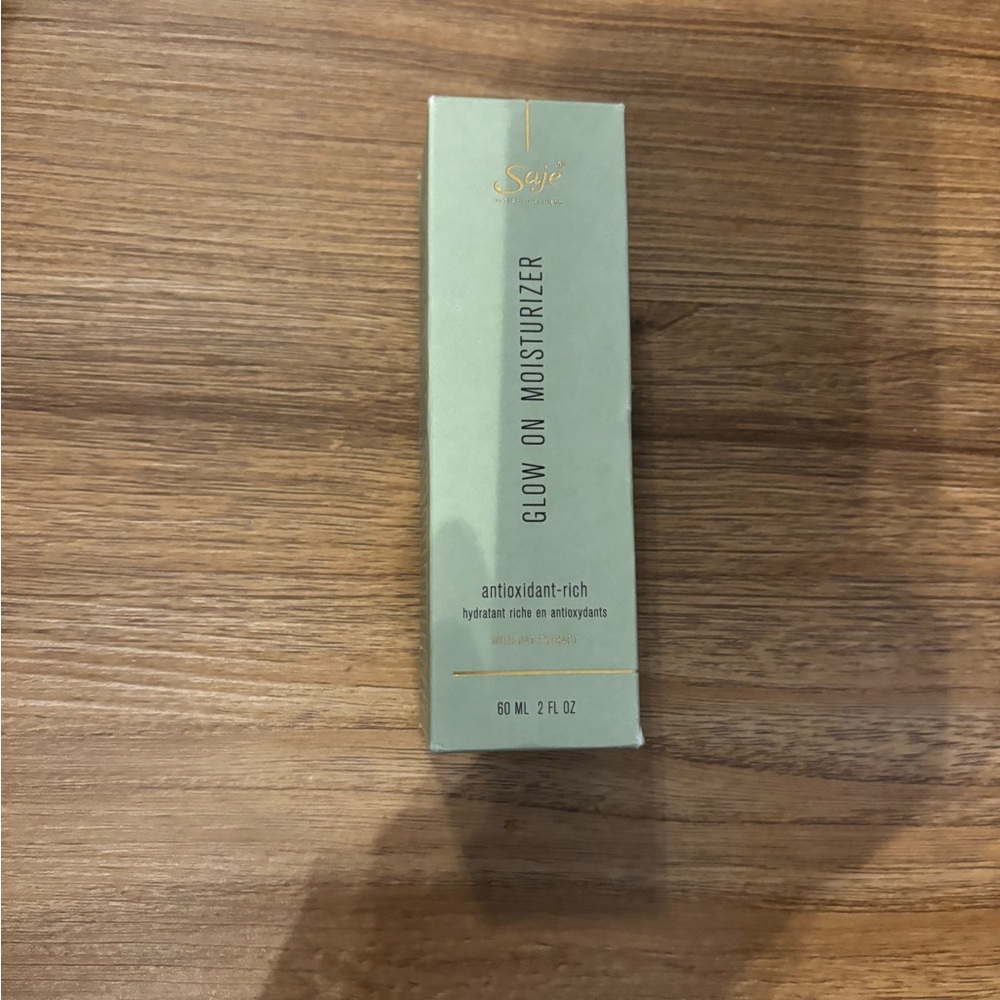 Saje
GLOW ON MOISTURIZER
antioxidant-rich
hydratant riche en antioxydants
60 ML 2 FL OZ